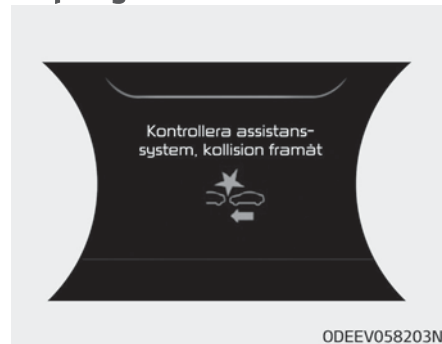 Kontrollera assistans-
system, kollision framåt
ODEEV058203N